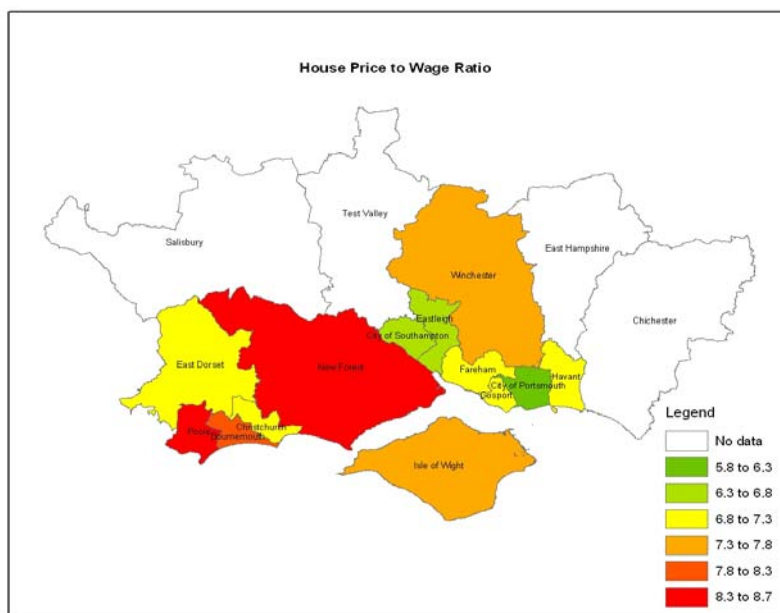 House Price to Wage Ratio
Test Valley
Salisbury
East Hampshire
Winchester
Chichester
Eastleigh
City of Southampton
East Dorset
New Forest
Fareham
Havant
City of Portsmouth
Gosport
Christchurch
Poole
Bournemouth
Isle of Wight
Legend
No data
5.8 to 6.3
6.3 to 6.8
6.8 to 7.3
7.3 to 7.8
7.8 to 8.3
8.3 to 8.7